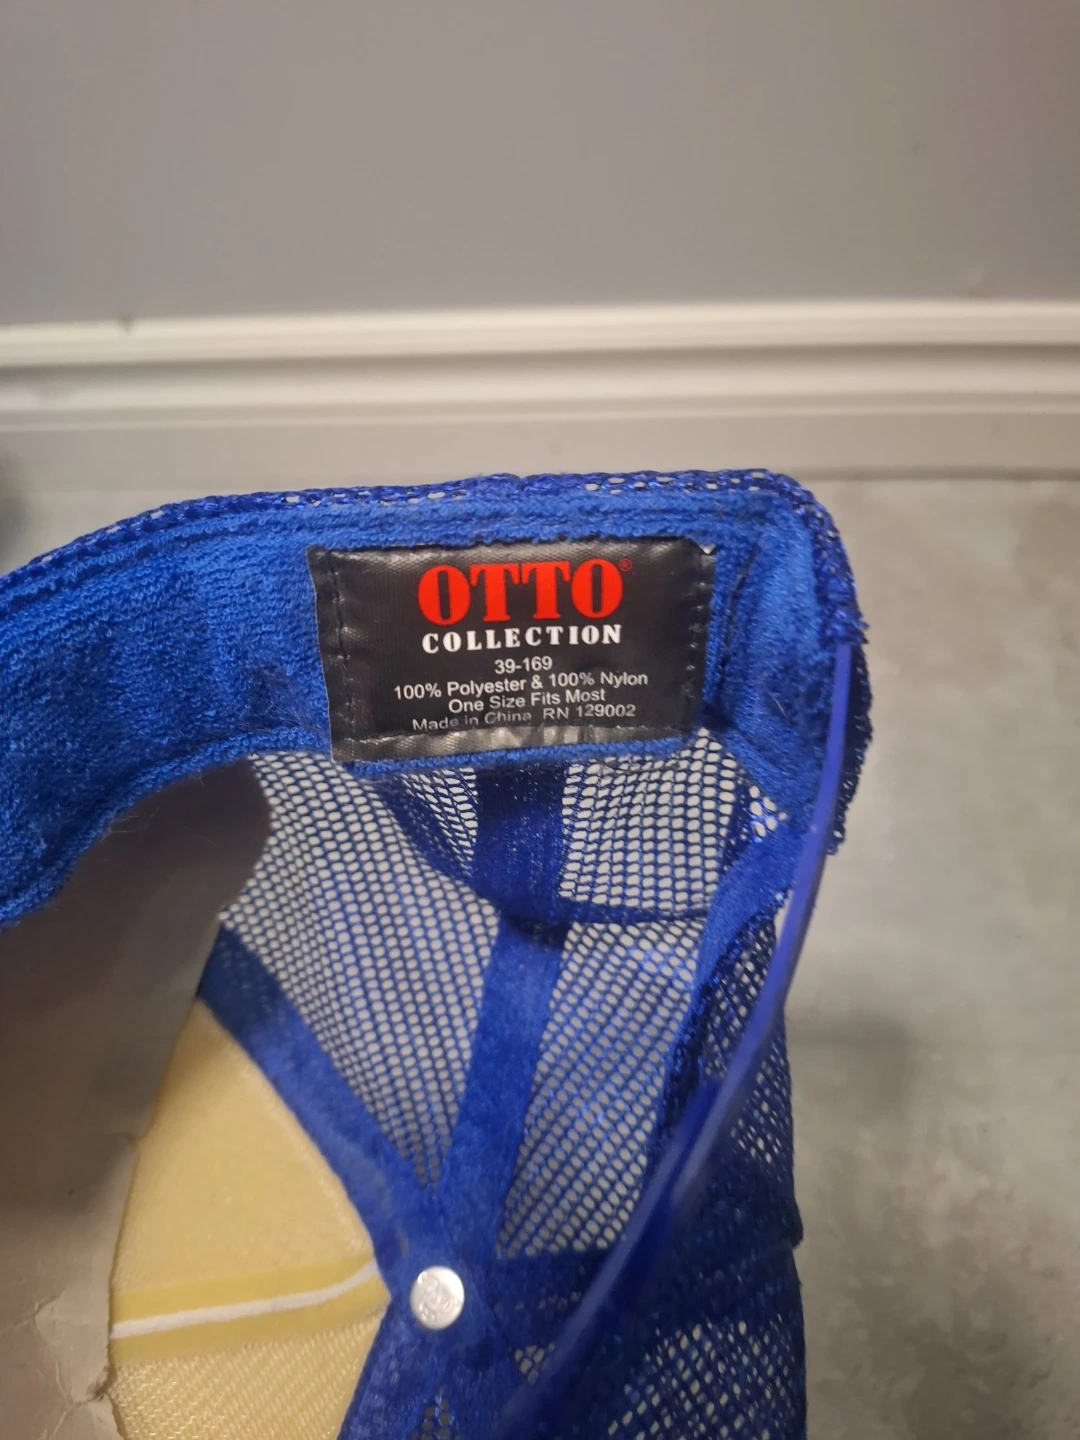 OTTO®
COLLECTION
39-169
100% Polyester & 100% Nylon
One Size Fits Most
Made in China RN 129002